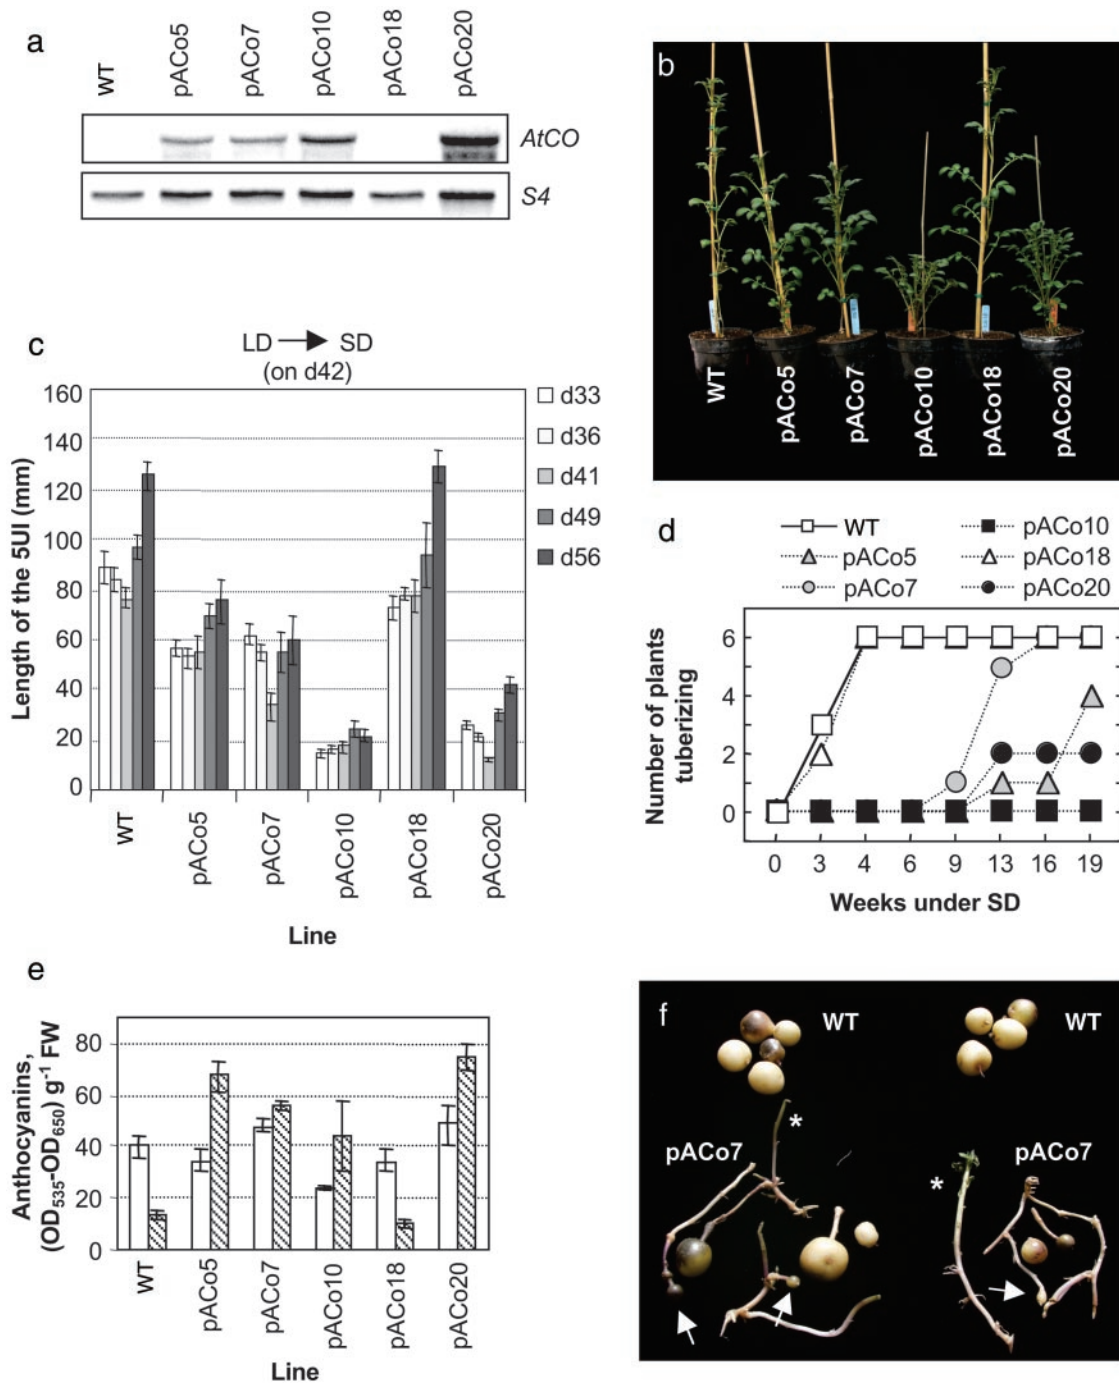 a
WT
pACo5
pACo7
pACo10
pACo18
pACo20
AtCO
S4
b
WT
pACo5
pACo7
pACo10
pACo18
pACo20
c
LD SD
(on d42)
160
140
120
100
80
60
40
20
0
Length of the 5UI (mm)
d33
d36
d41
d49
d56
WT
pACo5
pACo7
pACo10
pACo18
pACo20
Line
d
WT
pACo5
pACo7
pACo10
pACo18
pACo20
Number of plants
tuberizing
6
4
2
0
0 3 4 6 9 13 16 19
Weeks under SD
e
Anthocyanins,
(OD535-OD650) g-1 FW
80
60
40
20
0
WT
pACo5
pACo7
pACo10
pACo18
pACo20
Line
f
WT
WT
*
pACo7
*
pACo7